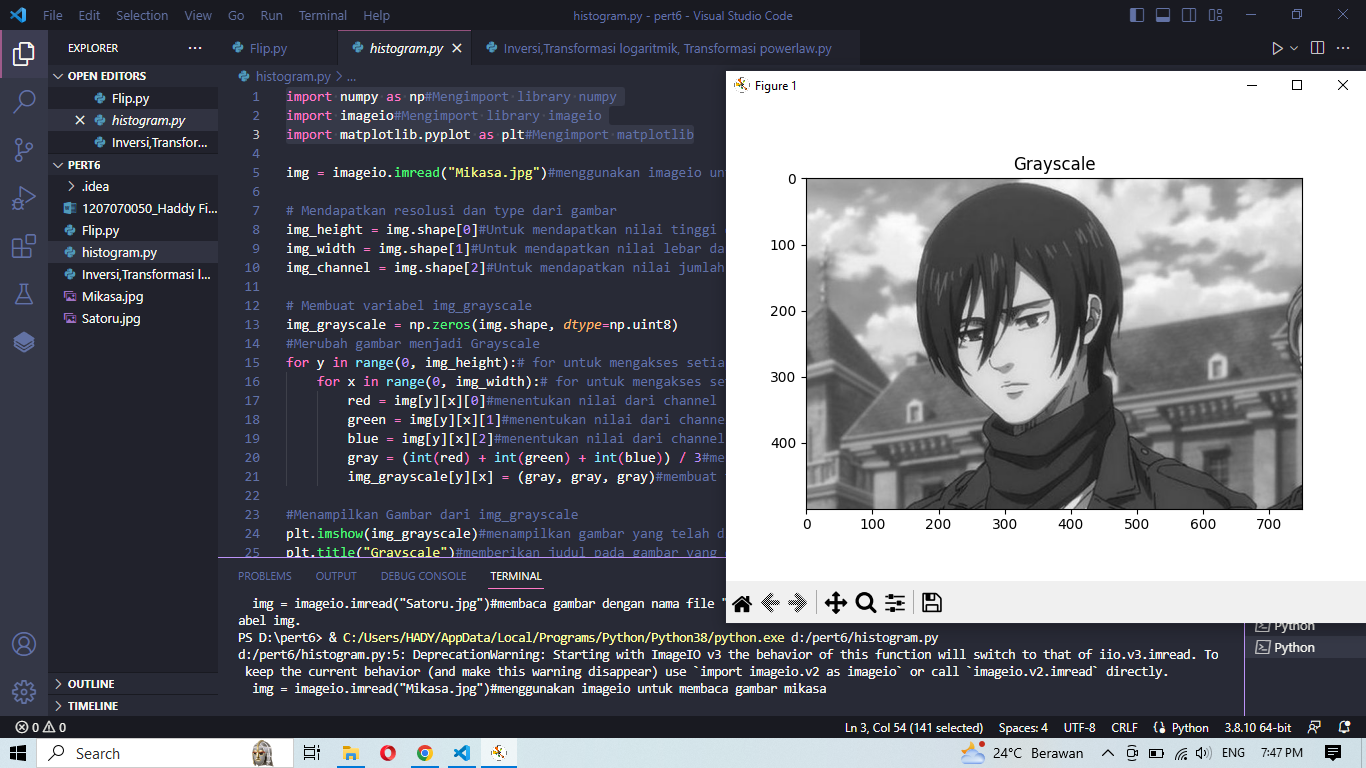 File Edit Selection View Go Run Terminal Help histogram.py - pert6 - Visual Studio Code
EXPLORER
Flip.py histogram.py Inversi,Transformasi logaritmik, Transformasi powerlaw.py
OPEN EDITORS
Flip.py
histogram.py
Inversi,Transfor...
PERT6
.idea
1207070050_Haddy Fi...
Flip.py
histogram.py
Inversi,Transformasi l...
Mikasa.jpg
Satoru.jpg
OUTLINE
TIMELINE
histogram.py > ...
1 import numpy as np#Mengimport library numpy
2 import imageio#Mengimport library imageio
3 import matplotlib.pyplot as plt#Mengimport matplotlib
4
5 img = imageio.imread("Mikasa.jpg")#menggunakan imageio un
6
7 # Mendapatkan resolusi dan type dari gambar
8 img_height = img.shape[0]#Untuk mendapatkan nilai tinggi
9 img_width = img.shape[1]#Untuk mendapatkan nilai lebar da
10 img_channel = img.shape[2]#Untuk mendapatkan nilai jumlah
11
12 # Membuat variabel img_grayscale
13 img_grayscale = np.zeros(img.shape, dtype=np.uint8)
14 #Merubah gambar menjadi Grayscale
15 for y in range(0, img_height):# for untuk mengakses setia
16 for x in range(0, img_width):# for untuk mengakses se
17 red = img[y][x][0]#menentukan nilai dari channel
18 green = img[y][x][1]#menentukan nilai dari channe
19 blue = img[y][x][2]#menentukan nilai dari channel
20 gray = (int(red) + int(green) + int(blue)) / 3#me
21 img_grayscale[y][x] = (gray, gray, gray)#membuat
22
23 #Menampilkan Gambar dari img_grayscale
24 plt.imshow(img_grayscale)#menampilkan gambar yang telah d
25 plt.title("Grayscale")#memberikan judul pada gambar yang
Figure 1
Grayscale
0
100
200
300
400
0 100 200 300 400 500 600 700
PROBLEMS OUTPUT DEBUG CONSOLE TERMINAL
img = imageio.imread("Satoru.jpg")#membaca gambar dengan nama file "
abel img.
PS D:\pert6> & C:/Users/HADY/AppData/Local/Programs/Python/Python38/python.exe d:/pert6/histogram.py
d:/pert6/histogram.py:5: DeprecationWarning: Starting with ImageIO v3 the behavior of this function will switch to that of iio.v3.imread. To
keep the current behavior (and make this warning disappear) use `import imageio.v2 as imageio` or call `imageio.v2.imread` directly.
img = imageio.imread("Mikasa.jpg")#menggunakan imageio untuk membaca gambar mikasa
Python
Python
0 0 Ln 3, Col 54 (141 selected) Spaces: 4 UTF-8 CRLF Python 3.8.10 64-bit
Search 24°C Berawan ENG 7:47 PM